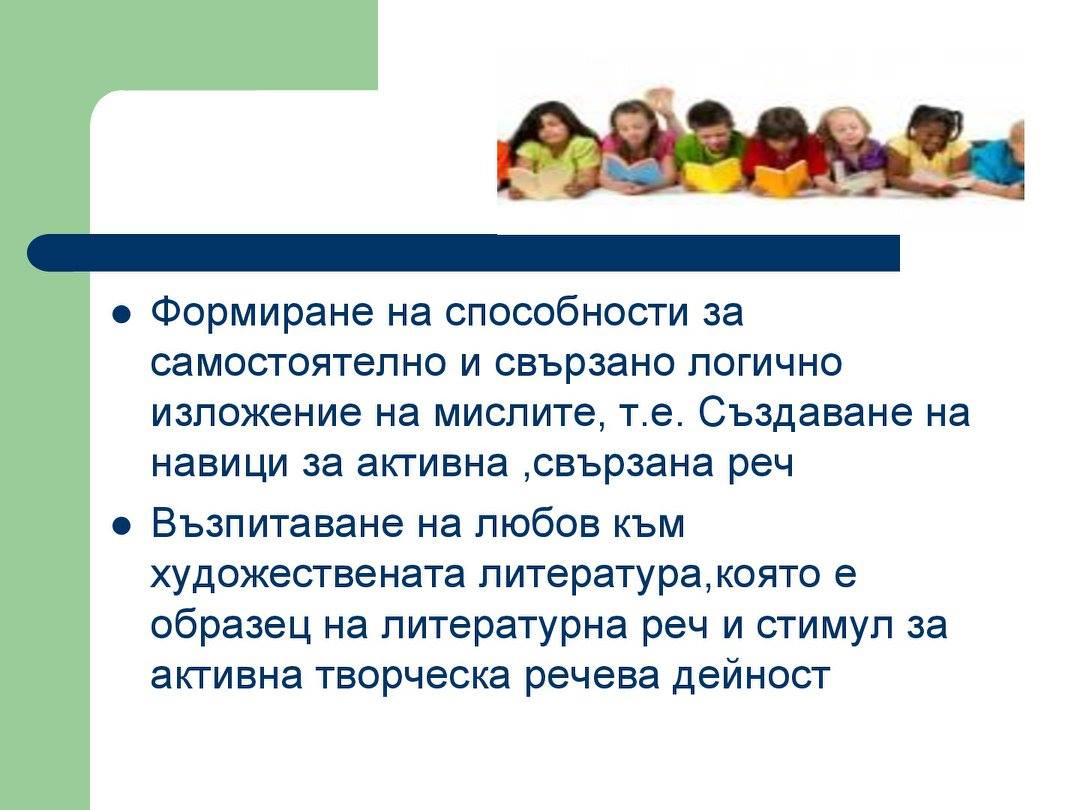 Формиране на способности за
самостоятелно и свързано логично
изложение на мислите, т.е. Създаване на
навици за активна ,свързана реч
Възпитаване на любов към
художествената литература,която е
образец на литературна реч и стимул за
активна творческа речева дейност